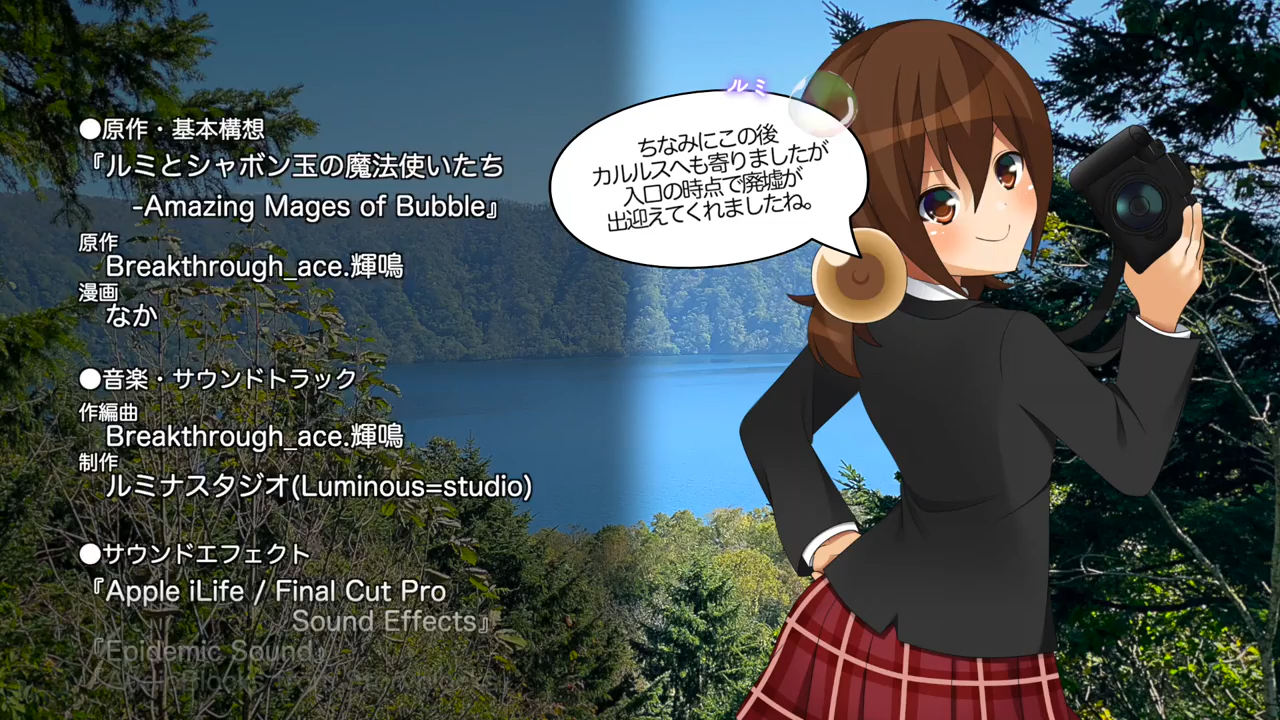 ●原作・基本構想
『ルミとシャボン玉の魔法使いたち
-Amazing Mages of Bubble』
原作
Breakthrough_ace.輝鳴
漫画
なか
●音楽・サウンドトラック
作編曲
Breakthrough_ace.輝鳴
制作
ルミナスタジオ(Luminous=studio)
●サウンドエフェクト
『Apple iLife / Final Cut Pro
Sound Effects』
『Epidemic Sound』
ルミ
ちなみにこの後
カルルスへも寄りましたが
入口の時点で廃墟が
出迎えてくれましたね。